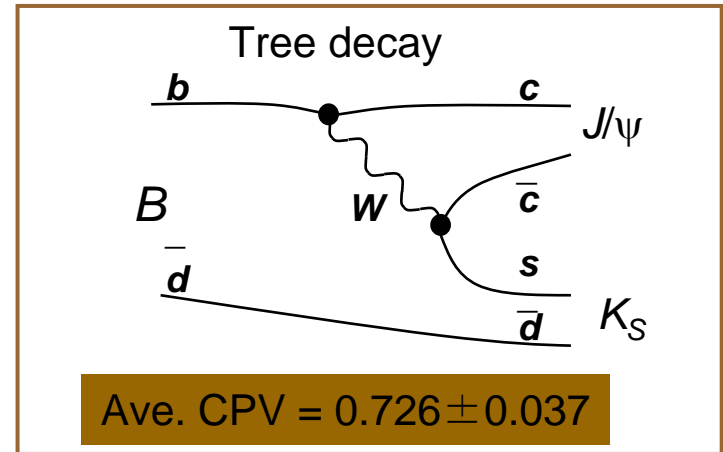 Tree decay
b
c
J/ψ
W
c̄
B
s
d̄
K_S
d̄
Ave. CPV = 0.726±0.037